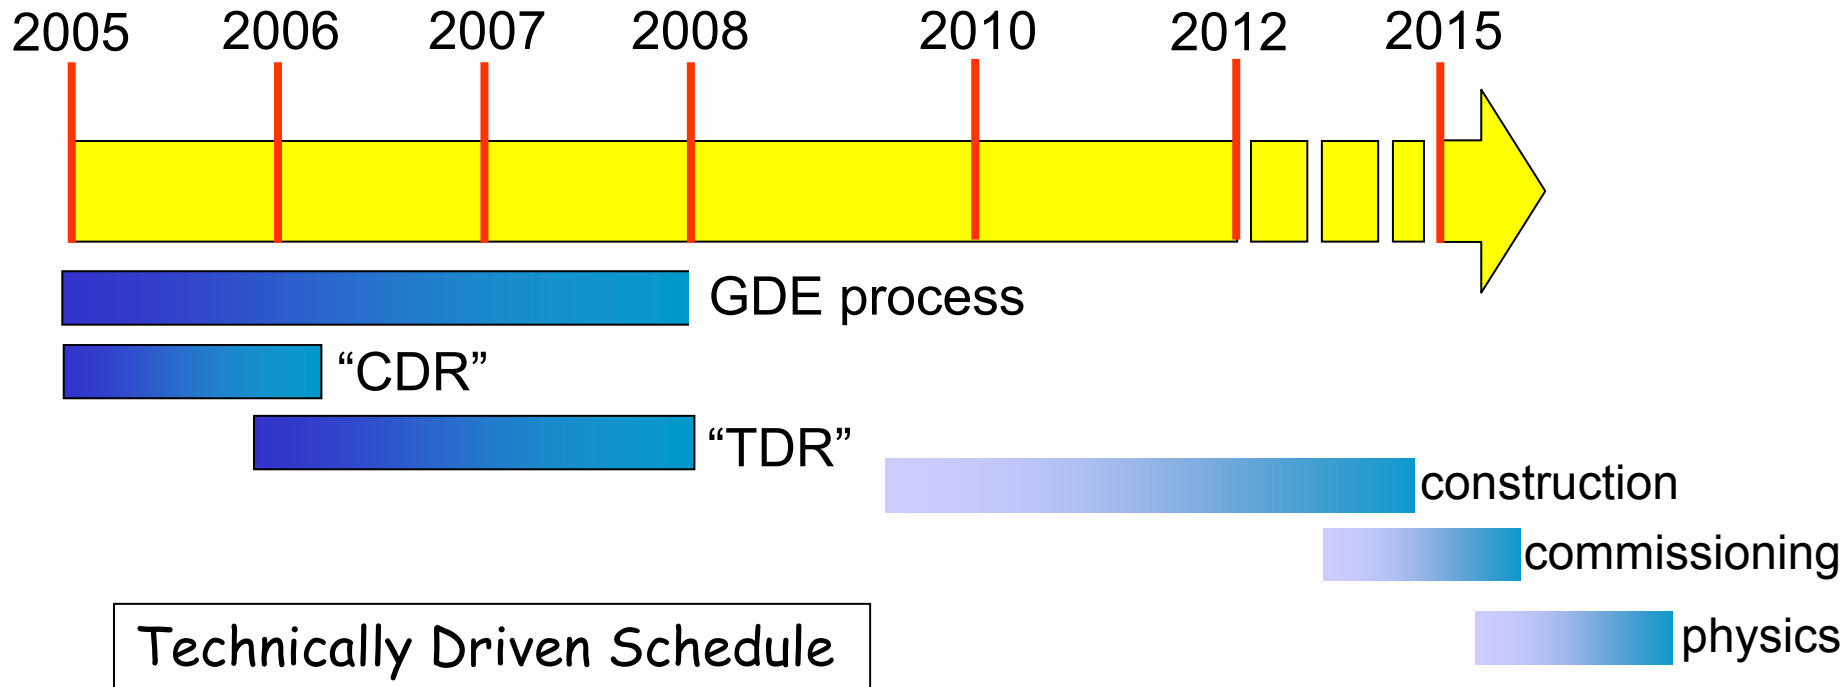 2005 2006 2007 2008 2010 2012 2015
GDE process
“CDR”
“TDR”
construction
commissioning
physics
Technically Driven Schedule